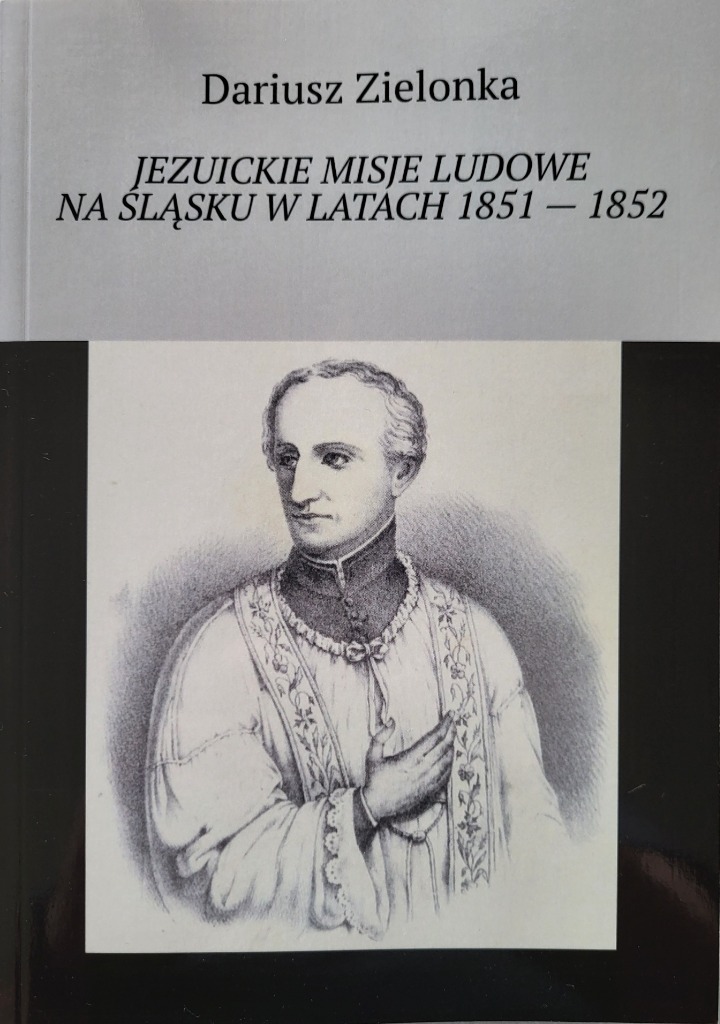 Dariusz Zielonka
JEZUICKIE MISJE LUDOWE
NA ŚLĄSKU W LATACH 1851 — 1852